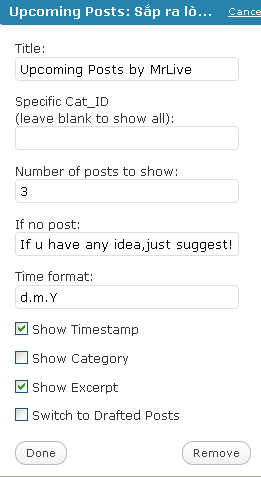 Upcoming Posts: Sắp ra lò... Cance
Title:
Upcoming Posts by MrLive
Specific Cat_ID
(leave blank to show all):
Number of posts to show:
3
If no post:
If u have any idea,just suggest!
Time format:
d.m.Y
Show Timestamp
Show Category
Show Excerpt
Switch to Drafted Posts
Done Remove